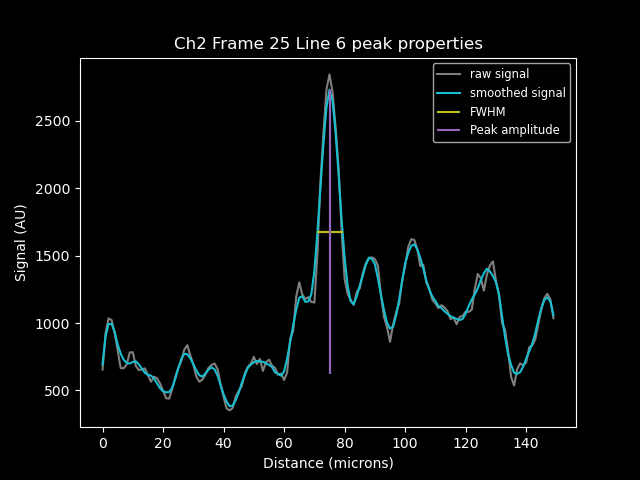 Ch2 Frame 25 Line 6 peak properties
raw signal
smoothed signal
FWHM
Peak amplitude
2500
2000
1500
1000
500
Signal (AU)
0 20 40 60 80 100 120 140
Distance (microns)